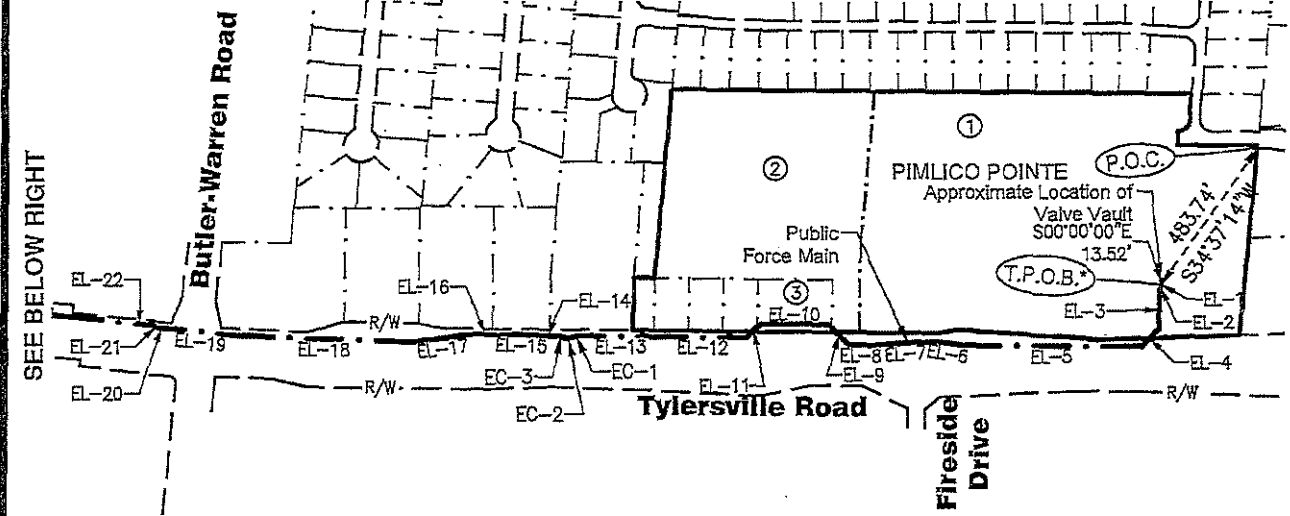 SEE BELOW RIGHT
Butler-Warren Road
①
②
PIMLICO POINTE
P.O.C.
Approximate Location of
Valve Vault
S00°00'00"E
13.52'
483.74'
S34°37'14"W
Public
Force Main
T.P.O.B.*
③
EL-22
EL-21
EL-20
EL-19
EL-18
EL-17
EL-16
EL-15
EL-14
EL-13
EL-12
EL-11
EL-10
EL-9
EL-8
EL-7
EL-6
EL-5
EL-4
EL-3
EL-2
EC-3
EC-2
EC-1
R/W
R/W
R/W
Tylersville Road
Fireside
Drive